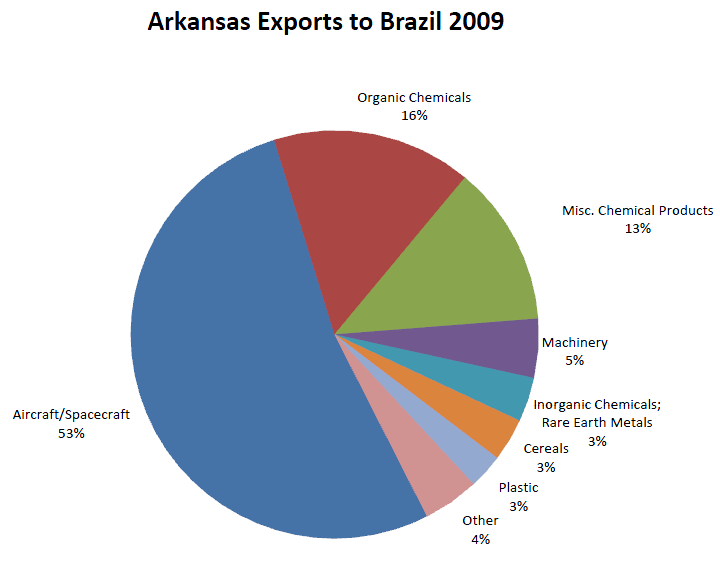 Arkansas Exports to Brazil 2009
Organic Chemicals
16%
Misc. Chemical Products
13%
Machinery
5%
Inorganic Chemicals;
Rare Earth Metals
3%
Cereals
3%
Plastic
3%
Other
4%
Aircraft/Spacecraft
53%